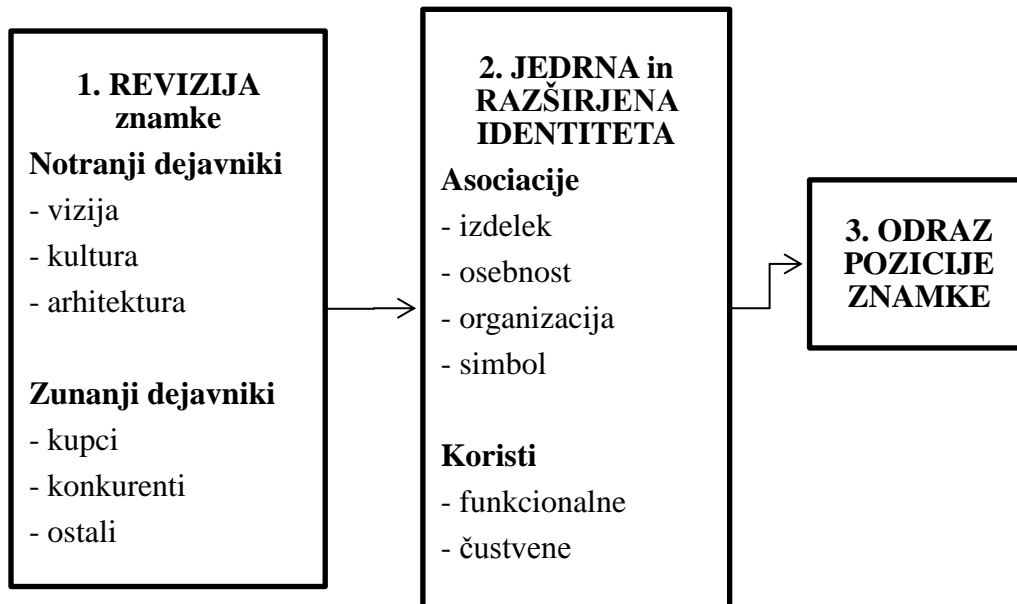 1. REVIZIJA
znamke
Notranji dejavniki
- vizija
- kultura
- arhitektura
Zunanji dejavniki
- kupci
- konkurenti
- ostali
2. JEDRNA in
RAZŠIRJENA
IDENTITETA
Asociacije
- izdelek
- osebnost
- organizacija
- simbol
Koristi
- funkcionalne
- čustvene
3. ODRAZ
POZICIJE
ZNAMKE